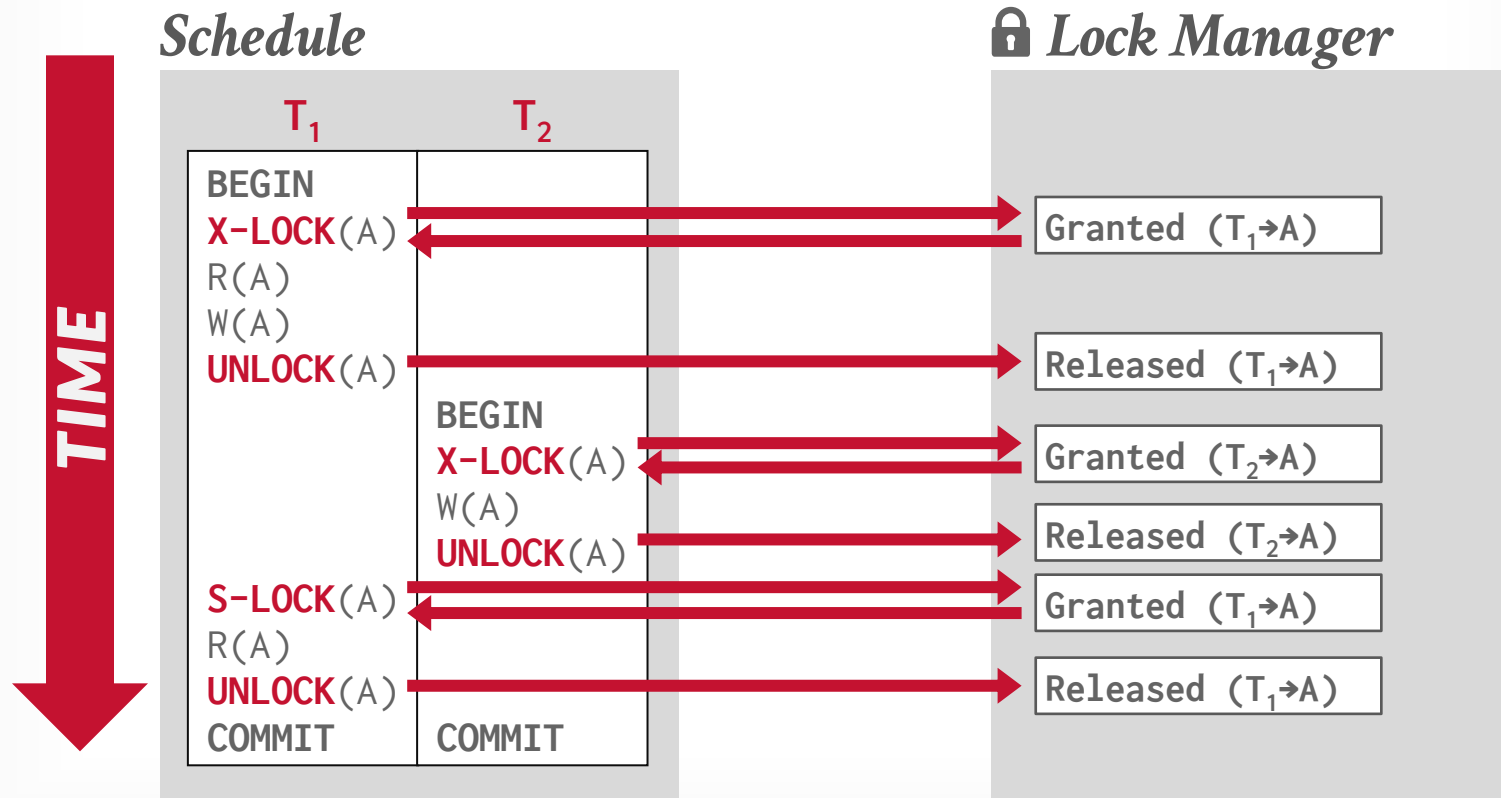 Schedule
Lock Manager
TIME
T₁ T₂
BEGIN
X-LOCK(A)
Granted (T₁→A)
R(A)
W(A)
UNLOCK(A)
Released (T₁→A)
BEGIN
X-LOCK(A)
Granted (T₂→A)
W(A)
UNLOCK(A)
Released (T₂→A)
S-LOCK(A)
Granted (T₁→A)
R(A)
UNLOCK(A)
Released (T₁→A)
COMMIT COMMIT